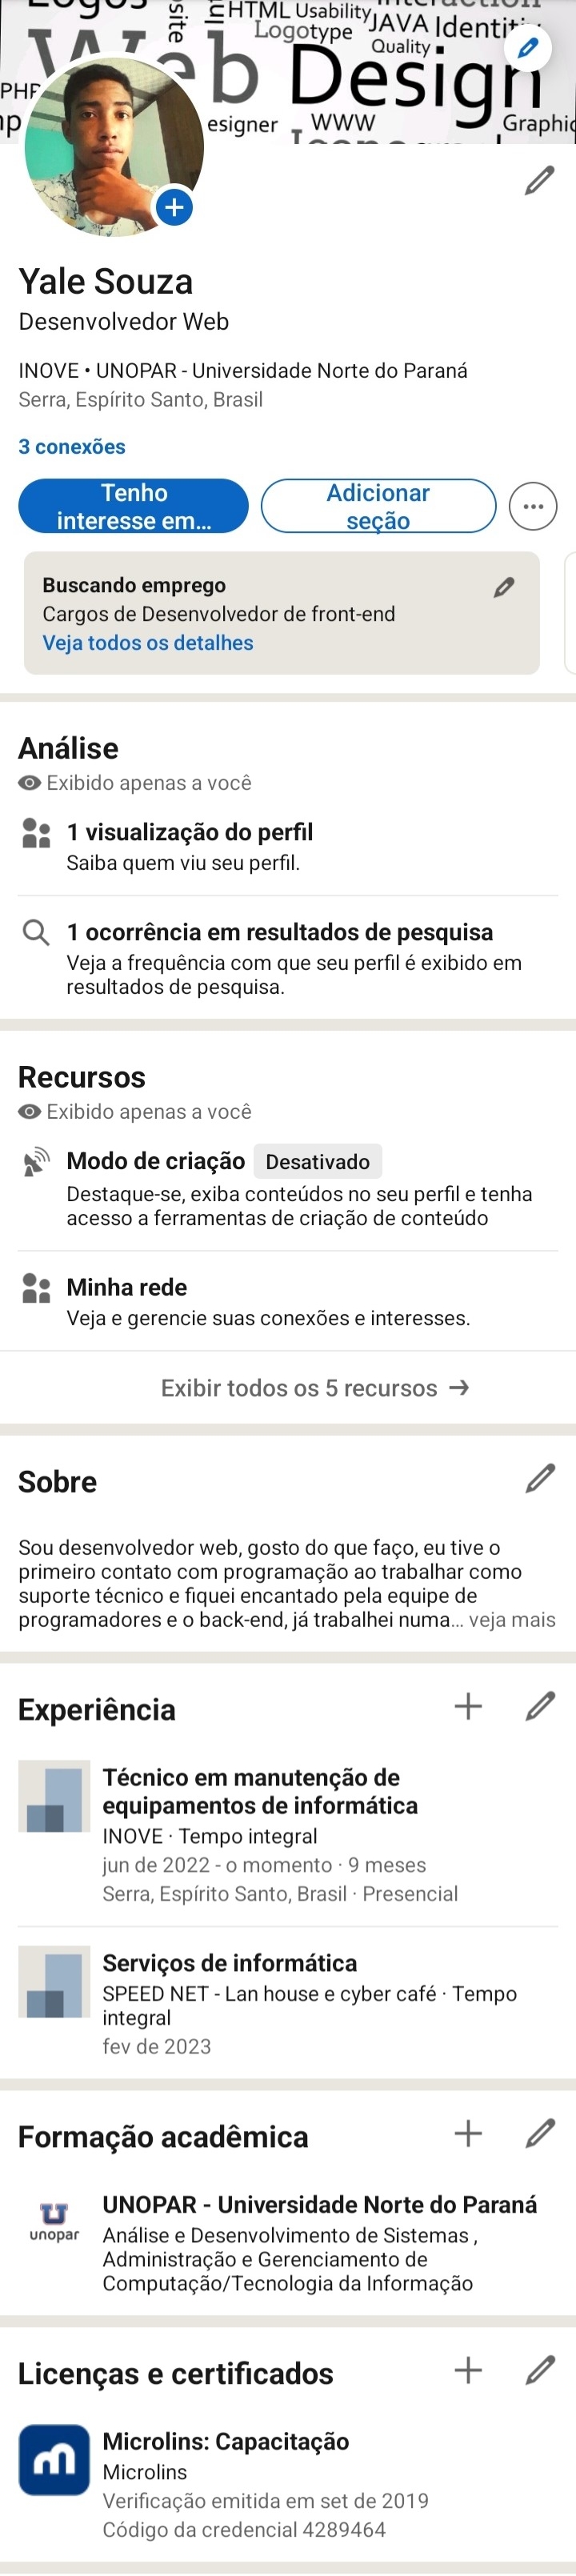 Logos
site
HTML Usability
Interaction
Logotype
JAVA Identity
Quality
Web Design
PHP
esigner
WWW
Graphic
Yale Souza
Desenvolvedor Web
INOVE • UNOPAR - Universidade Norte do Paraná
Serra, Espírito Santo, Brasil
3 conexões
Tenho
interesse em...
Adicionar
seção
Buscando emprego
Cargos de Desenvolvedor de front-end
Veja todos os detalhes
Análise
Exibido apenas a você
1 visualização do perfil
Saiba quem viu seu perfil.
1 ocorrência em resultados de pesquisa
Veja a frequência com que seu perfil é exibido em
resultados de pesquisa.
Recursos
Exibido apenas a você
Modo de criação Desativado
Destaque-se, exiba conteúdos no seu perfil e tenha
acesso a ferramentas de criação de conteúdo
Minha rede
Veja e gerencie suas conexões e interesses.
Exibir todos os 5 recursos →
Sobre
Sou desenvolvedor web, gosto do que faço, eu tive o
primeiro contato com programação ao trabalhar como
suporte técnico e fiquei encantado pela equipe de
programadores e o back-end, já trabalhei numa... veja mais
Experiência
Técnico em manutenção de
equipamentos de informática
INOVE · Tempo integral
jun de 2022 - o momento · 9 meses
Serra, Espírito Santo, Brasil · Presencial
Serviços de informática
SPEED NET - Lan house e cyber café · Tempo
integral
fev de 2023
Formação acadêmica
unopar
UNOPAR - Universidade Norte do Paraná
Análise e Desenvolvimento de Sistemas ,
Administração e Gerenciamento de
Computação/Tecnologia da Informação
Licenças e certificados
m
Microlins: Capacitação
Microlins
Verificação emitida em set de 2019
Código da credencial 4289464